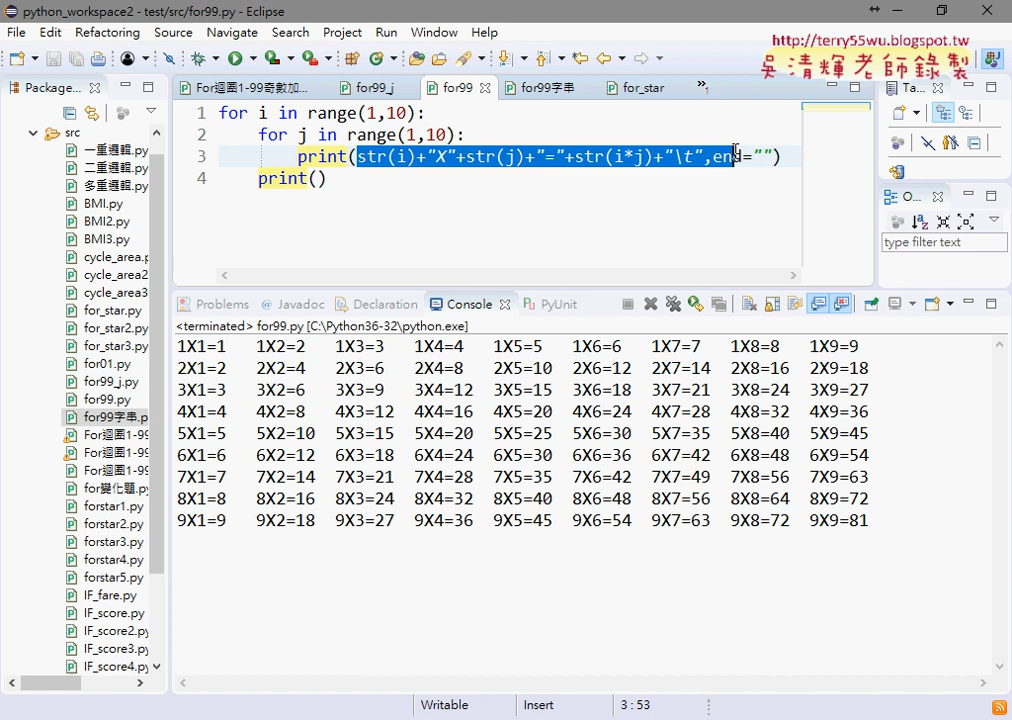 python_workspace2 - test/src/for99.py - Eclipse
File Edit Refactoring Source Navigate Search Project Run Window Help
http://terry55wu.blogspot.tw
吳清輝老師錄製
Package...
For迴圈1-99奇數加...
for99_j
for99
for99字串
for_star
»1
Ta...
src
一重邏輯.py
二重邏輯.py
多重邏輯.py
BMI.py
BMI2.py
BMI3.py
cycle_area.p
cycle_area2
cycle_area3
for_star.py
for_star2.py
for_star3.py
for01.py
for99_j.py
for99.py
for99字串.p
For迴圈1-99
For迴圈1-99
For迴圈1-99
for變化題.py
forstar1.py
forstar2.py
forstar3.py
forstar4.py
forstar5.py
IF_fare.py
IF_score.py
IF_score2.py
IF_score3.py
IF_score4.py
1 for i in range(1,10):
2 for j in range(1,10):
3 print(str(i)+"X"+str(j)+"="+str(i*j)+"\t",end="")
4 print()
O...
type filter text
Problems @ Javadoc Declaration Console PyUnit
<terminated> for99.py [C:\Python36-32\python.exe]
1X1=1 1X2=2 1X3=3 1X4=4 1X5=5 1X6=6 1X7=7 1X8=8 1X9=9
2X1=2 2X2=4 2X3=6 2X4=8 2X5=10 2X6=12 2X7=14 2X8=16 2X9=18
3X1=3 3X2=6 3X3=9 3X4=12 3X5=15 3X6=18 3X7=21 3X8=24 3X9=27
4X1=4 4X2=8 4X3=12 4X4=16 4X5=20 4X6=24 4X7=28 4X8=32 4X9=36
5X1=5 5X2=10 5X3=15 5X4=20 5X5=25 5X6=30 5X7=35 5X8=40 5X9=45
6X1=6 6X2=12 6X3=18 6X4=24 6X5=30 6X6=36 6X7=42 6X8=48 6X9=54
7X1=7 7X2=14 7X3=21 7X4=28 7X5=35 7X6=42 7X7=49 7X8=56 7X9=63
8X1=8 8X2=16 8X3=24 8X4=32 8X5=40 8X6=48 8X7=56 8X8=64 8X9=72
9X1=9 9X2=18 9X3=27 9X4=36 9X5=45 9X6=54 9X7=63 9X8=72 9X9=81
Writable Insert 3 : 53